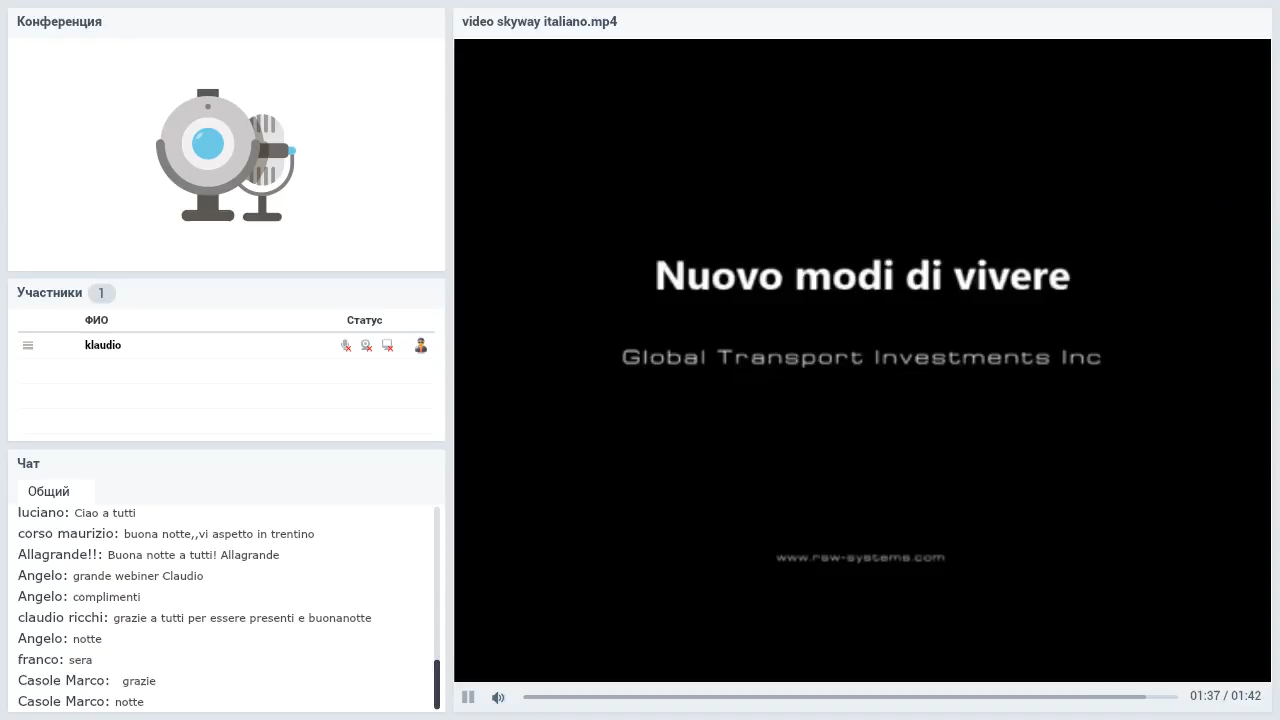 Конференция
video skyway italiano.mp4
Nuovo modi di vivere
Global Transport Investments Inc
www.rsw-systems.com
01:37 / 01:42
Участники 1
ФИО Статус
klaudio
Чат
Общий
luciano: Ciao a tutti
corso maurizio: buona notte,,vi aspetto in trentino
Allagrande!!: Buona notte a tutti! Allagrande
Angelo: grande webiner Claudio
Angelo: complimenti
claudio ricchi: grazie a tutti per essere presenti e buonanotte
Angelo: notte
franco: sera
Casole Marco: grazie
Casole Marco: notte